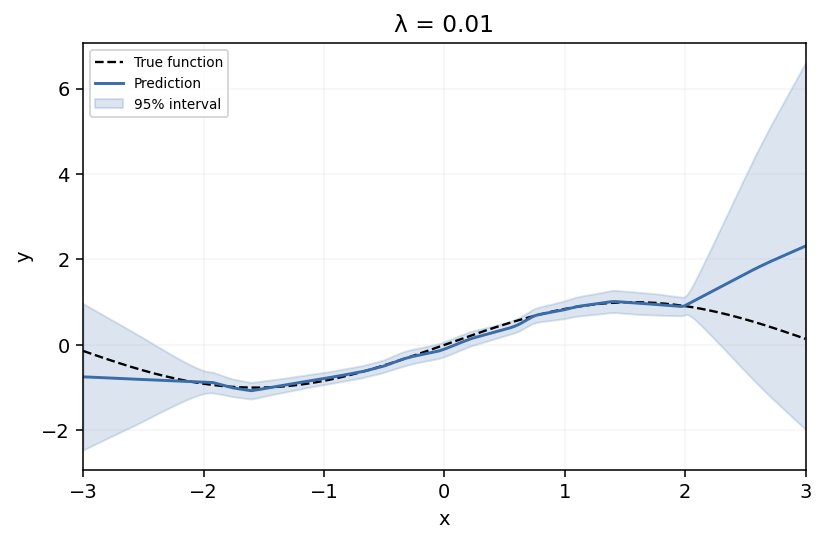 λ = 0.01
True function
Prediction
95% interval
y
6
4
2
0
−2
−3
−2
−1
0
1
2
3
x